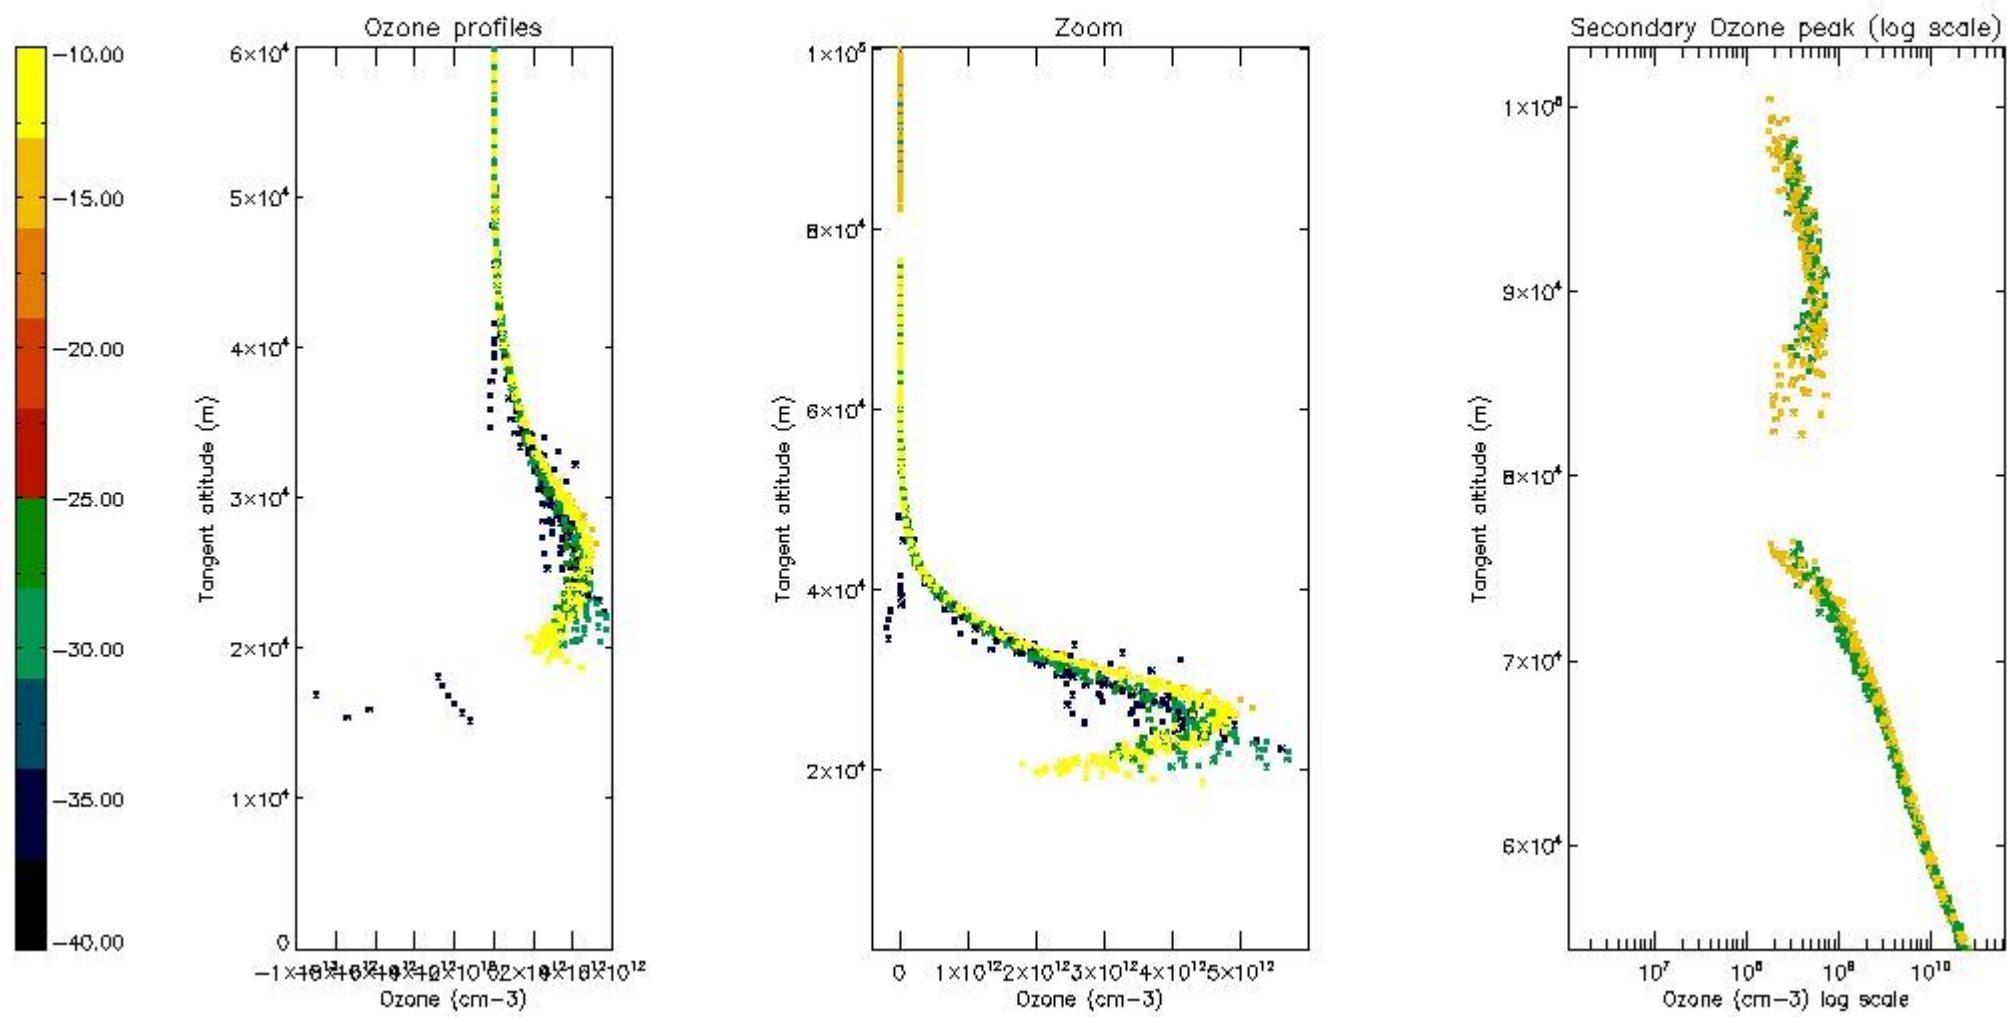 Ozone profiles
Zoom
Secondary Ozone peak (log scale)
-10.00
-15.00
-20.00
-25.00
-30.00
-35.00
-40.00
6×10⁴
5×10⁴
4×10⁴
3×10⁴
2×10⁴
1×10⁴
0
Tangent altitude (m)
Ozone (cm-3)
1×10⁵
8×10⁴
6×10⁴
4×10⁴
2×10⁴
Tangent altitude (m)
0 1×10¹² 2×10¹² 3×10¹² 4×10¹² 5×10¹²
Ozone (cm-3)
9×10⁴
8×10⁴
7×10⁴
6×10⁴
Tangent altitude (m)
10⁷ 10⁸ 10⁹ 10¹⁰
Ozone (cm-3) log scale